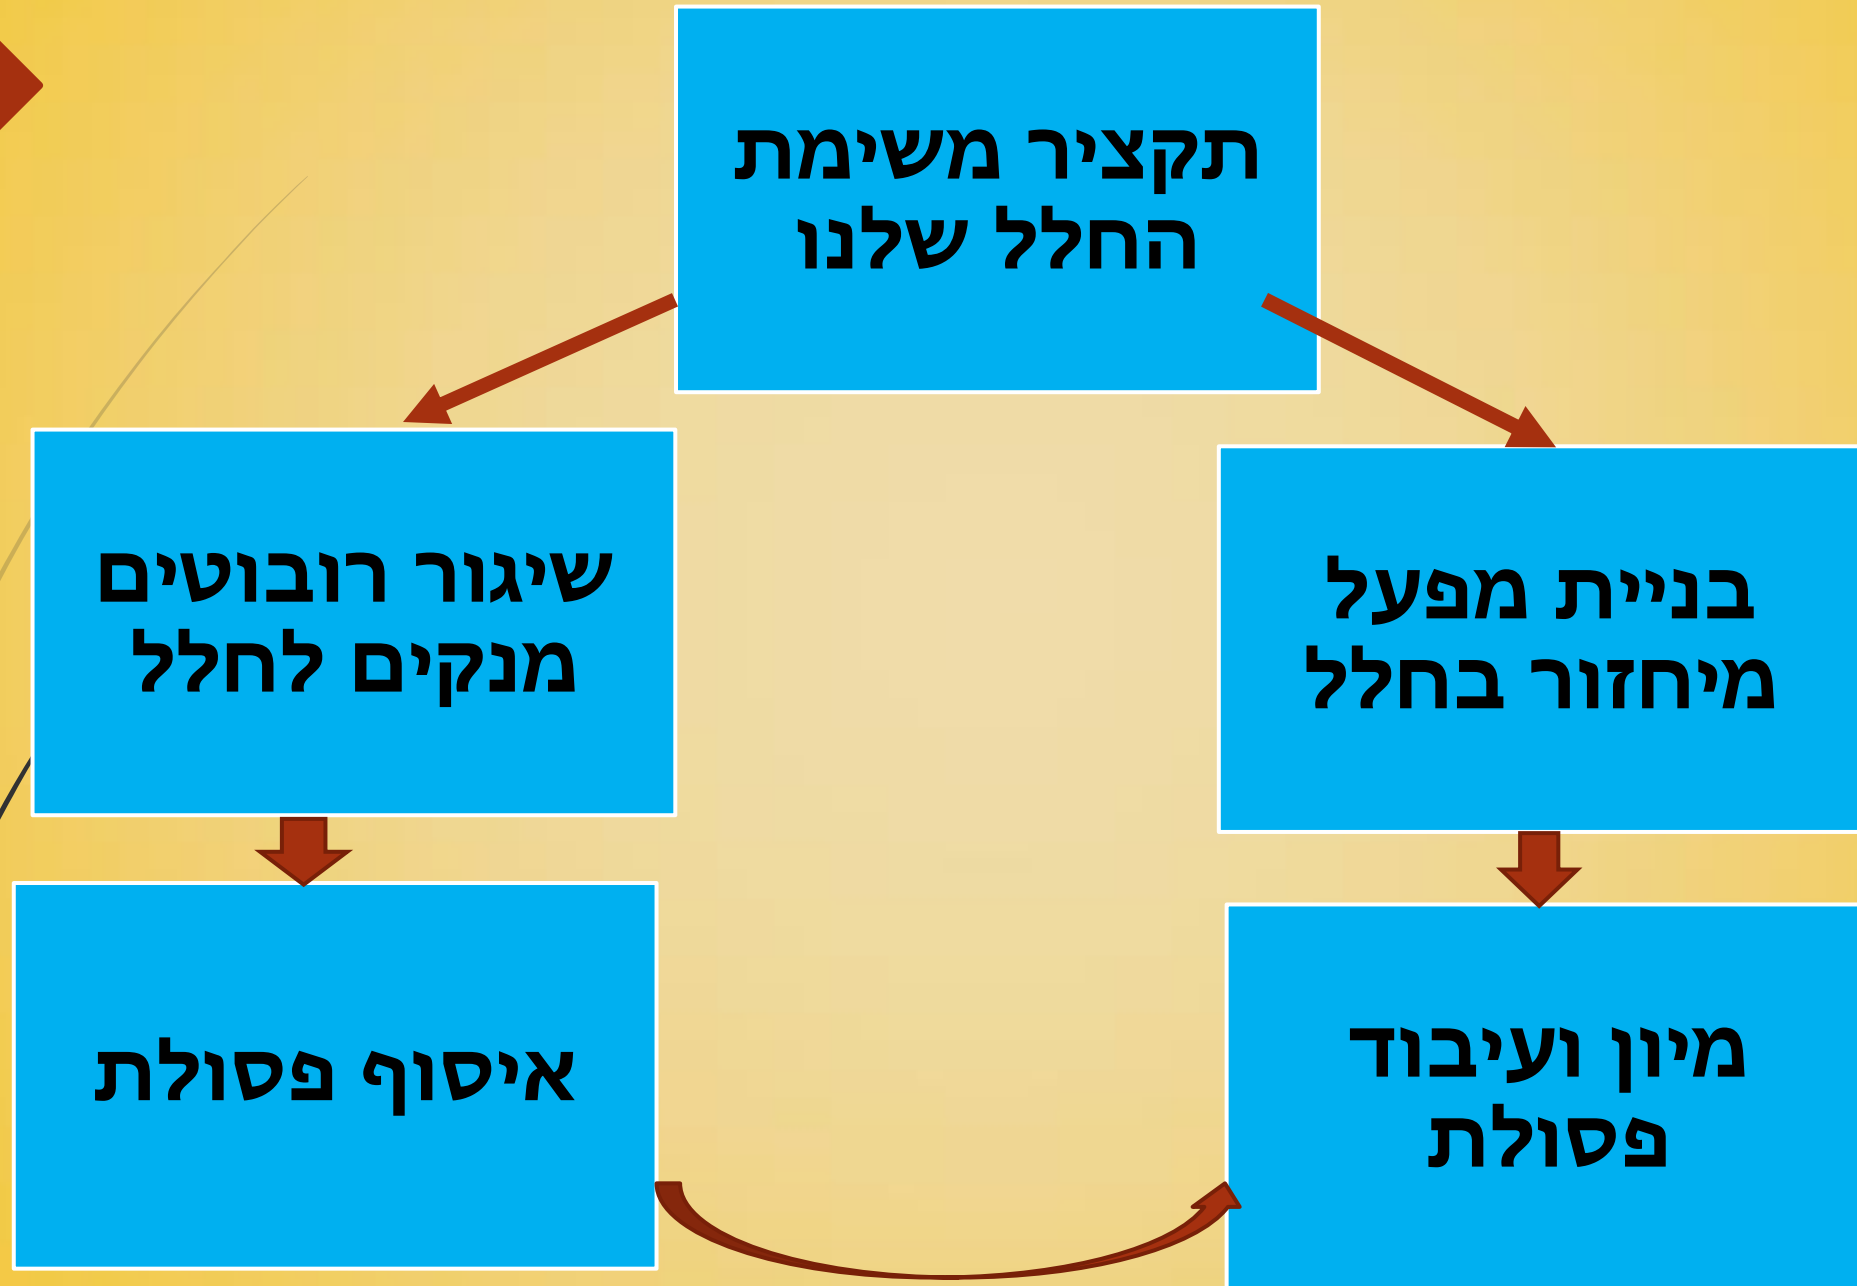 תקציר משימת
החלל שלנו
בניית מפעל
מיחזור בחלל
שיגור רובוטים
מנקים לחלל
מיון ועיבוד
פסולת
איסוף פסולת